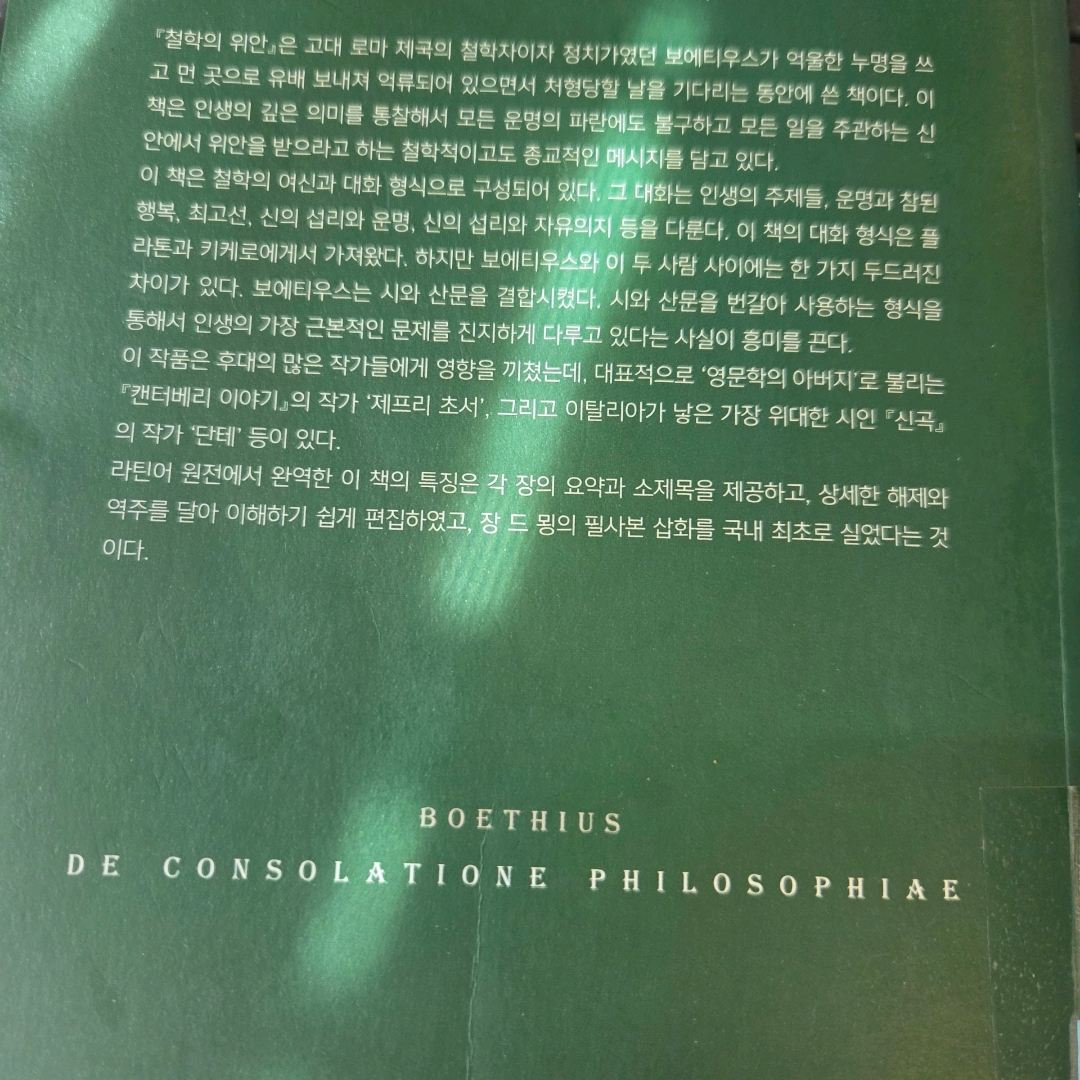 『철학의 위안』은 고대 로마 제국의 철학자이자 정치가였던 보에티우스가 억울한 누명을 쓰
고 먼 곳으로 유배 보내져 억류되어 있으면서 처형당할 날을 기다리는 동안에 쓴 책이다. 이
책은 인생의 깊은 의미를 통찰해서 모든 운명의 파란에도 불구하고 모든 일을 주관하는 신
안에서 위안을 받으라고 하는 철학적이고도 종교적인 메시지를 담고 있다.
이 책은 철학의 여신과 대화 형식으로 구성되어 있다. 그 대화는 인생의 주제들, 운명과 참된
행복, 최고선, 신의 섭리와 운명, 신의 섭리와 자유의지 등을 다룬다. 이 책의 대화 형식은 플
라톤과 키케로에게서 가져왔다. 하지만 보에티우스와 이 두 사람 사이에는 한 가지 두드러진
차이가 있다. 보에티우스는 시와 산문을 결합시켰다. 시와 산문을 번갈아 사용하는 형식을
통해서 인생의 가장 근본적인 문제를 진지하게 다루고 있다는 사실이 흥미를 끈다.
이 작품은 후대의 많은 작가들에게 영향을 끼쳤는데, 대표적으로 ‘영문학의 아버지’로 불리는
『캔터베리 이야기』의 작가 ‘제프리 초서’, 그리고 이탈리아가 낳은 가장 위대한 시인 『신곡』
의 작가 ‘단테’ 등이 있다.
라틴어 원전에서 완역한 이 책의 특징은 각 장의 요약과 소제목을 제공하고, 상세한 해제와
역주를 달아 이해하기 쉽게 편집하였고, 장 드 묑의 필사본 삽화를 국내 최초로 실었다는 것
이다.
BOETHIUS
DE CONSOLATIONE PHILOSOPHIAE